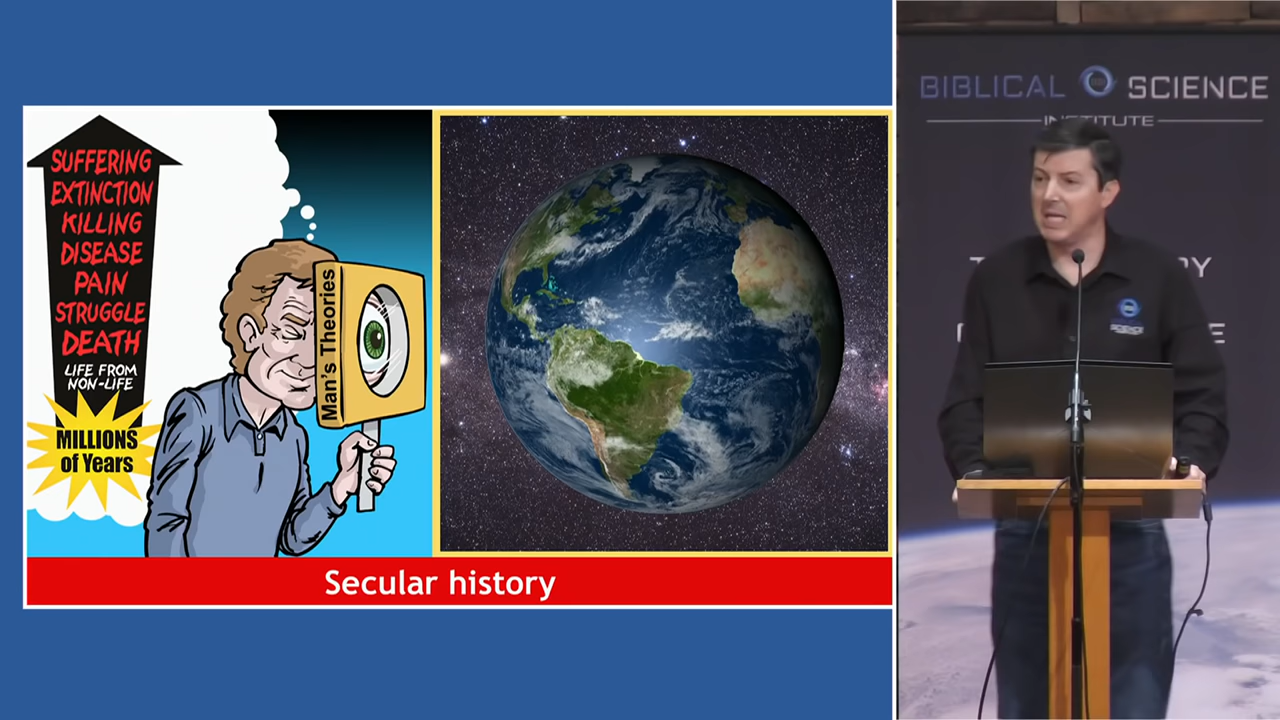 SUFFERING
EXTINCTION
KILLING
DISEASE
PAIN
STRUGGLE
DEATH
LIFE FROM
NON-LIFE
MILLIONS
of Years
Man's Theories
Secular history
BIBLICAL SCIENCE
INSTITUTE
SCIENCE